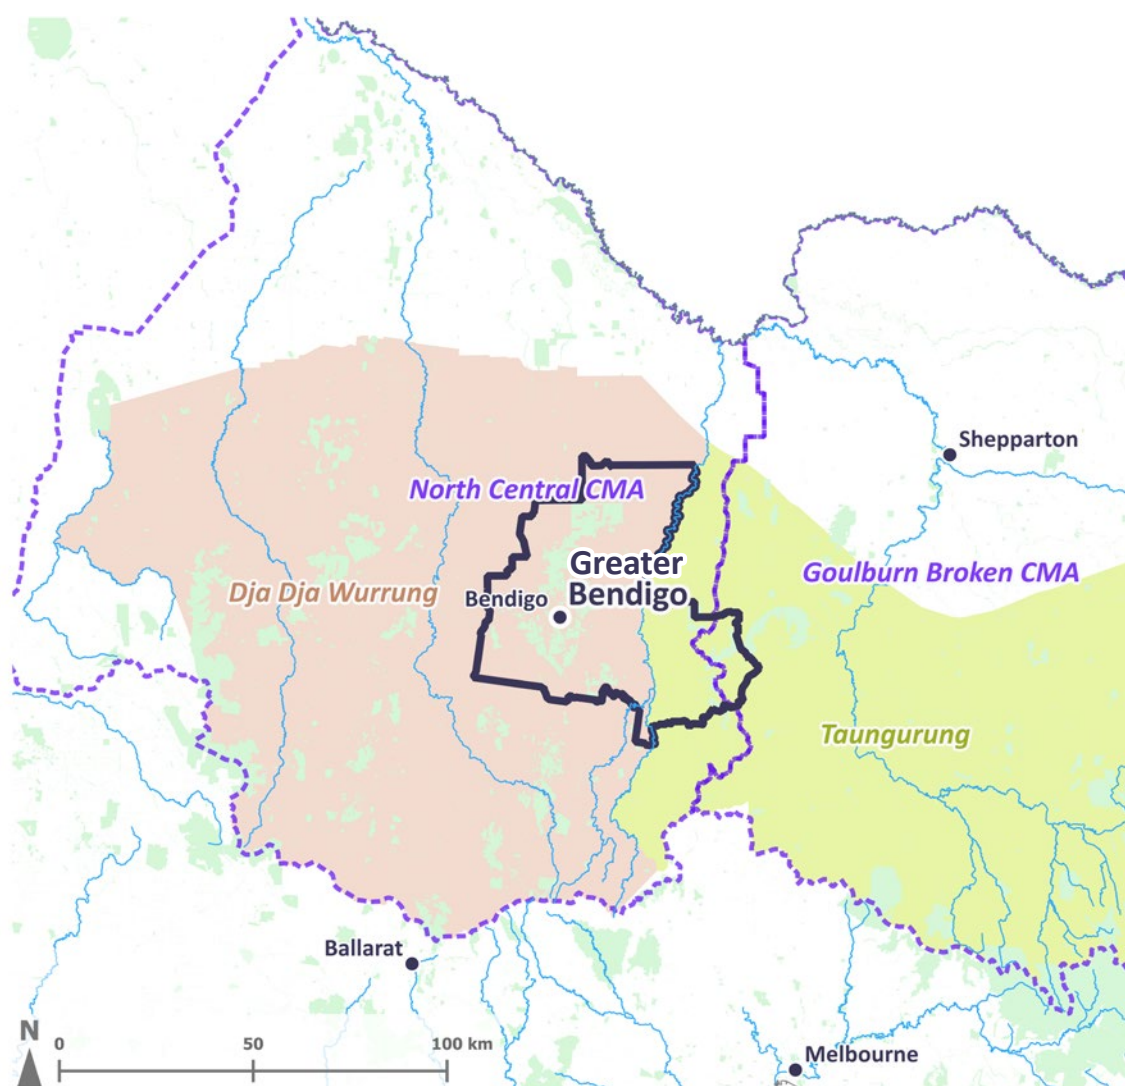 Shepparton
North Central CMA
Greater
Bendigo
Goulburn Broken CMA
Dja Dja Wurrung
Bendigo
Taungurung
Ballarat
N
0 50 100 km
Melbourne